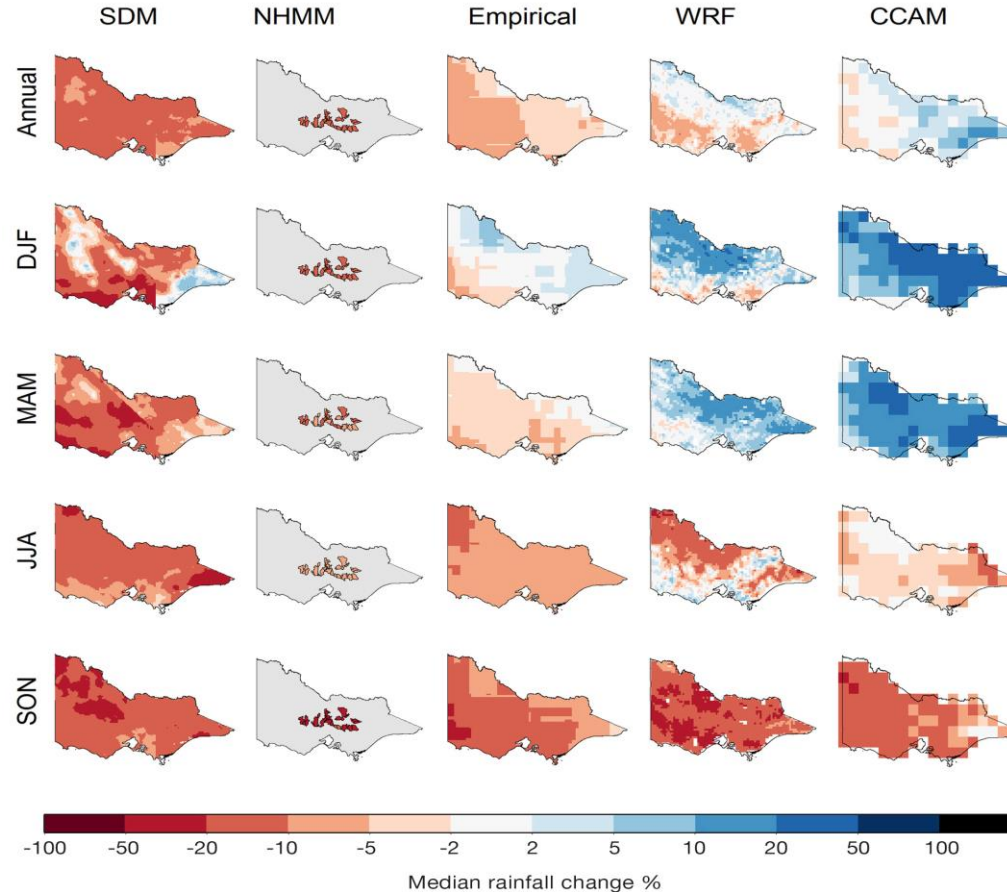 SDM NHMM Empirical WRF CCAM
Annual
DJF
MAM
JJA
SON
-100 -50 -20 -10 -5 -2 2 5 10 20 50 100
Median rainfall change %